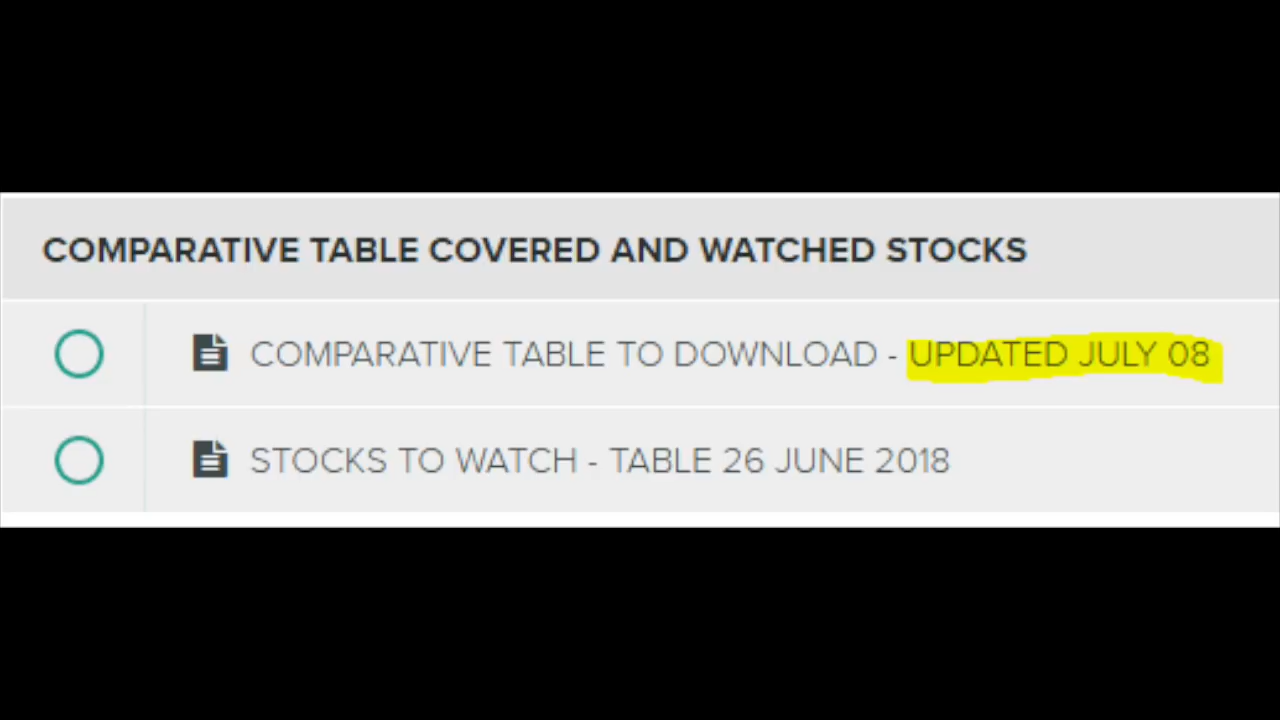 COMPARATIVE TABLE COVERED AND WATCHED STOCKS
COMPARATIVE TABLE TO DOWNLOAD - UPDATED JULY 08
STOCKS TO WATCH - TABLE 26 JUNE 2018